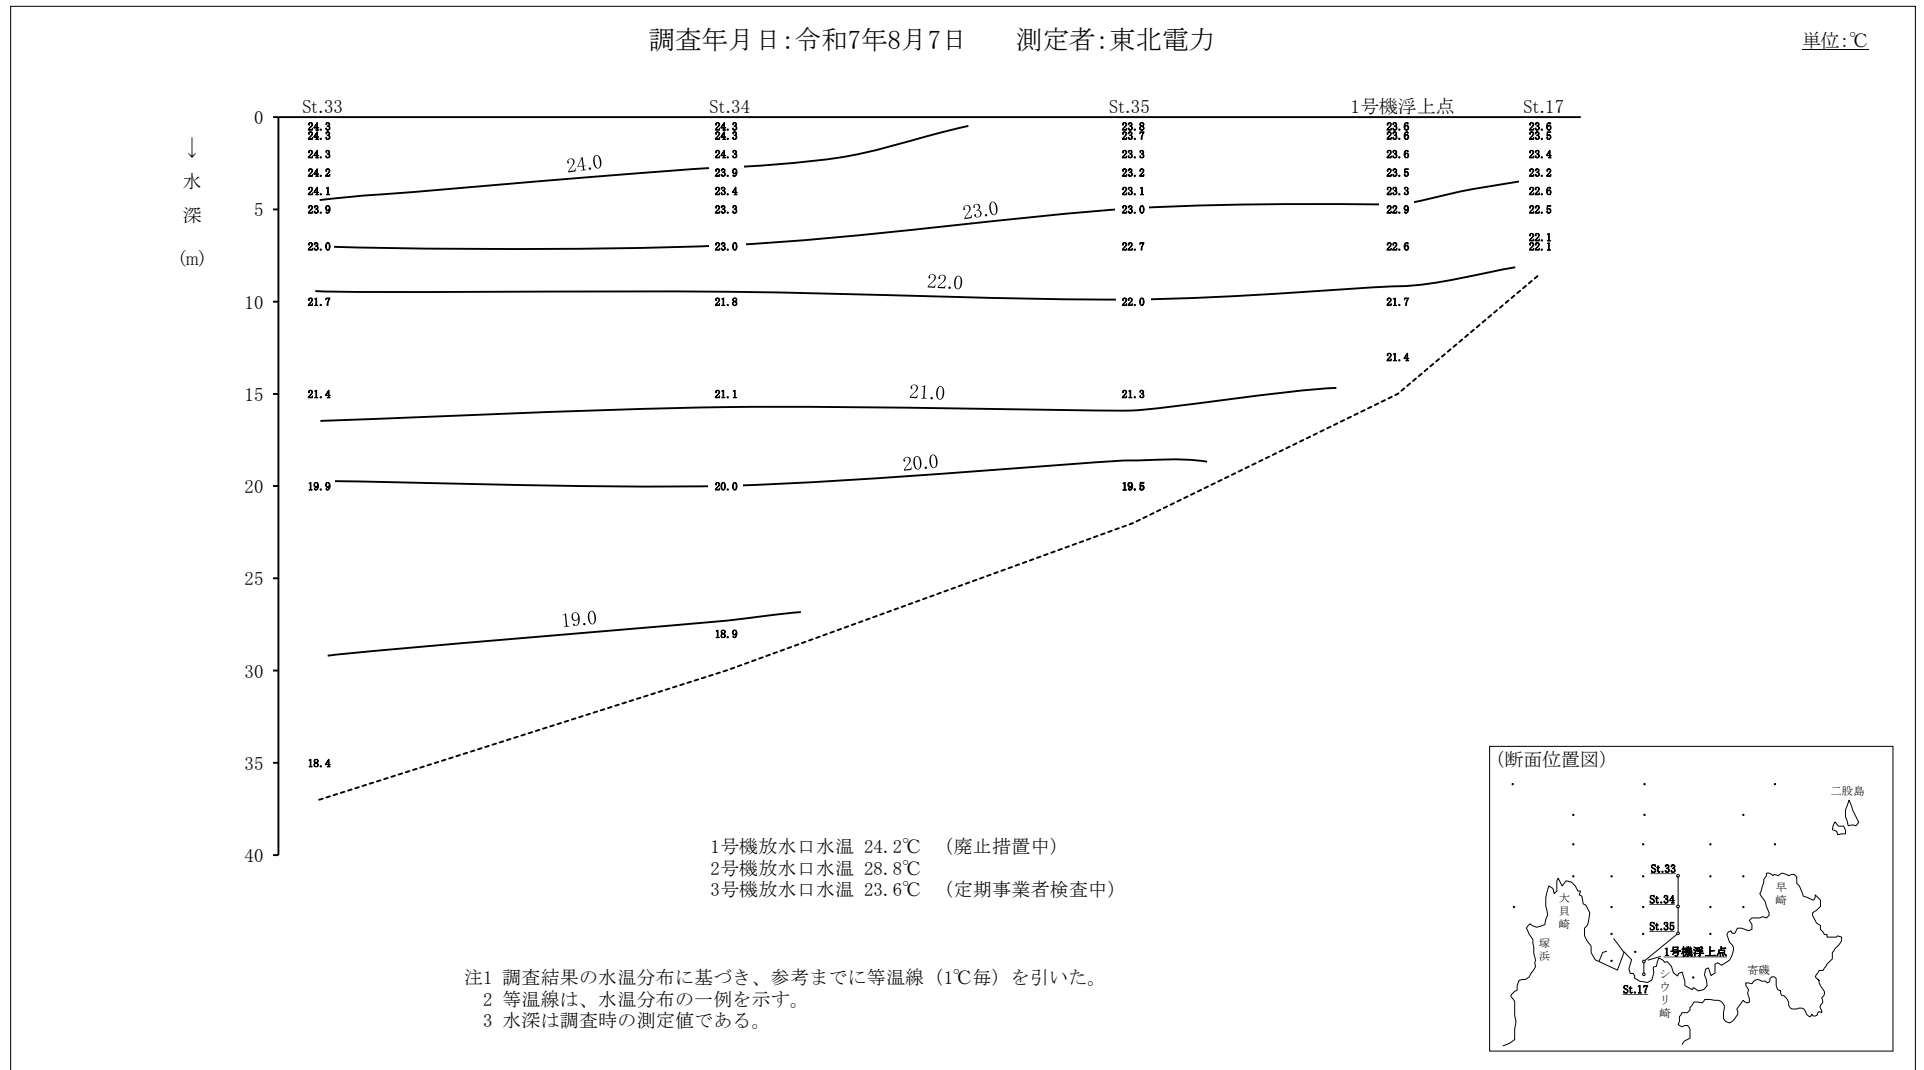 調査年月日:令和7年8月7日　測定者:東北電力
単位:℃
St.33 St.34 St.35 1号機浮上点 St.17
0
24.3 24.3 23.8 23.6 23.6
24.3 24.3 23.7 23.6 23.5
↓
24.3 24.3 23.3 23.6 23.4
24.0
24.2 23.9 23.2 23.5 23.2
水
24.1 23.4 23.1 23.3 22.6
5
23.9 23.3 23.0 22.9 22.5
深
23.0
22.1
23.0 23.0 22.7 22.6 22.1
(m)
22.0
10
21.7 21.8 22.0 21.7
21.4
15
21.4 21.1 21.0 21.3
20.0
20
19.9 20.0 19.5
25
19.0
18.9
30
35
18.4
40
1号機放水口水温 24.2℃ （廃止措置中）
2号機放水口水温 28.8℃
3号機放水口水温 23.6℃ （定期事業者検査中）
注1 調査結果の水温分布に基づき、参考までに等温線（1℃毎）を引いた。
2 等温線は、水温分布の一例を示す。
3 水深は調査時の測定値である。
(断面位置図)
二股島
St.33
早崎
大貝崎
St.34
St.35
塚浜
1号機浮上点
寄磯
シウリ崎
St.17